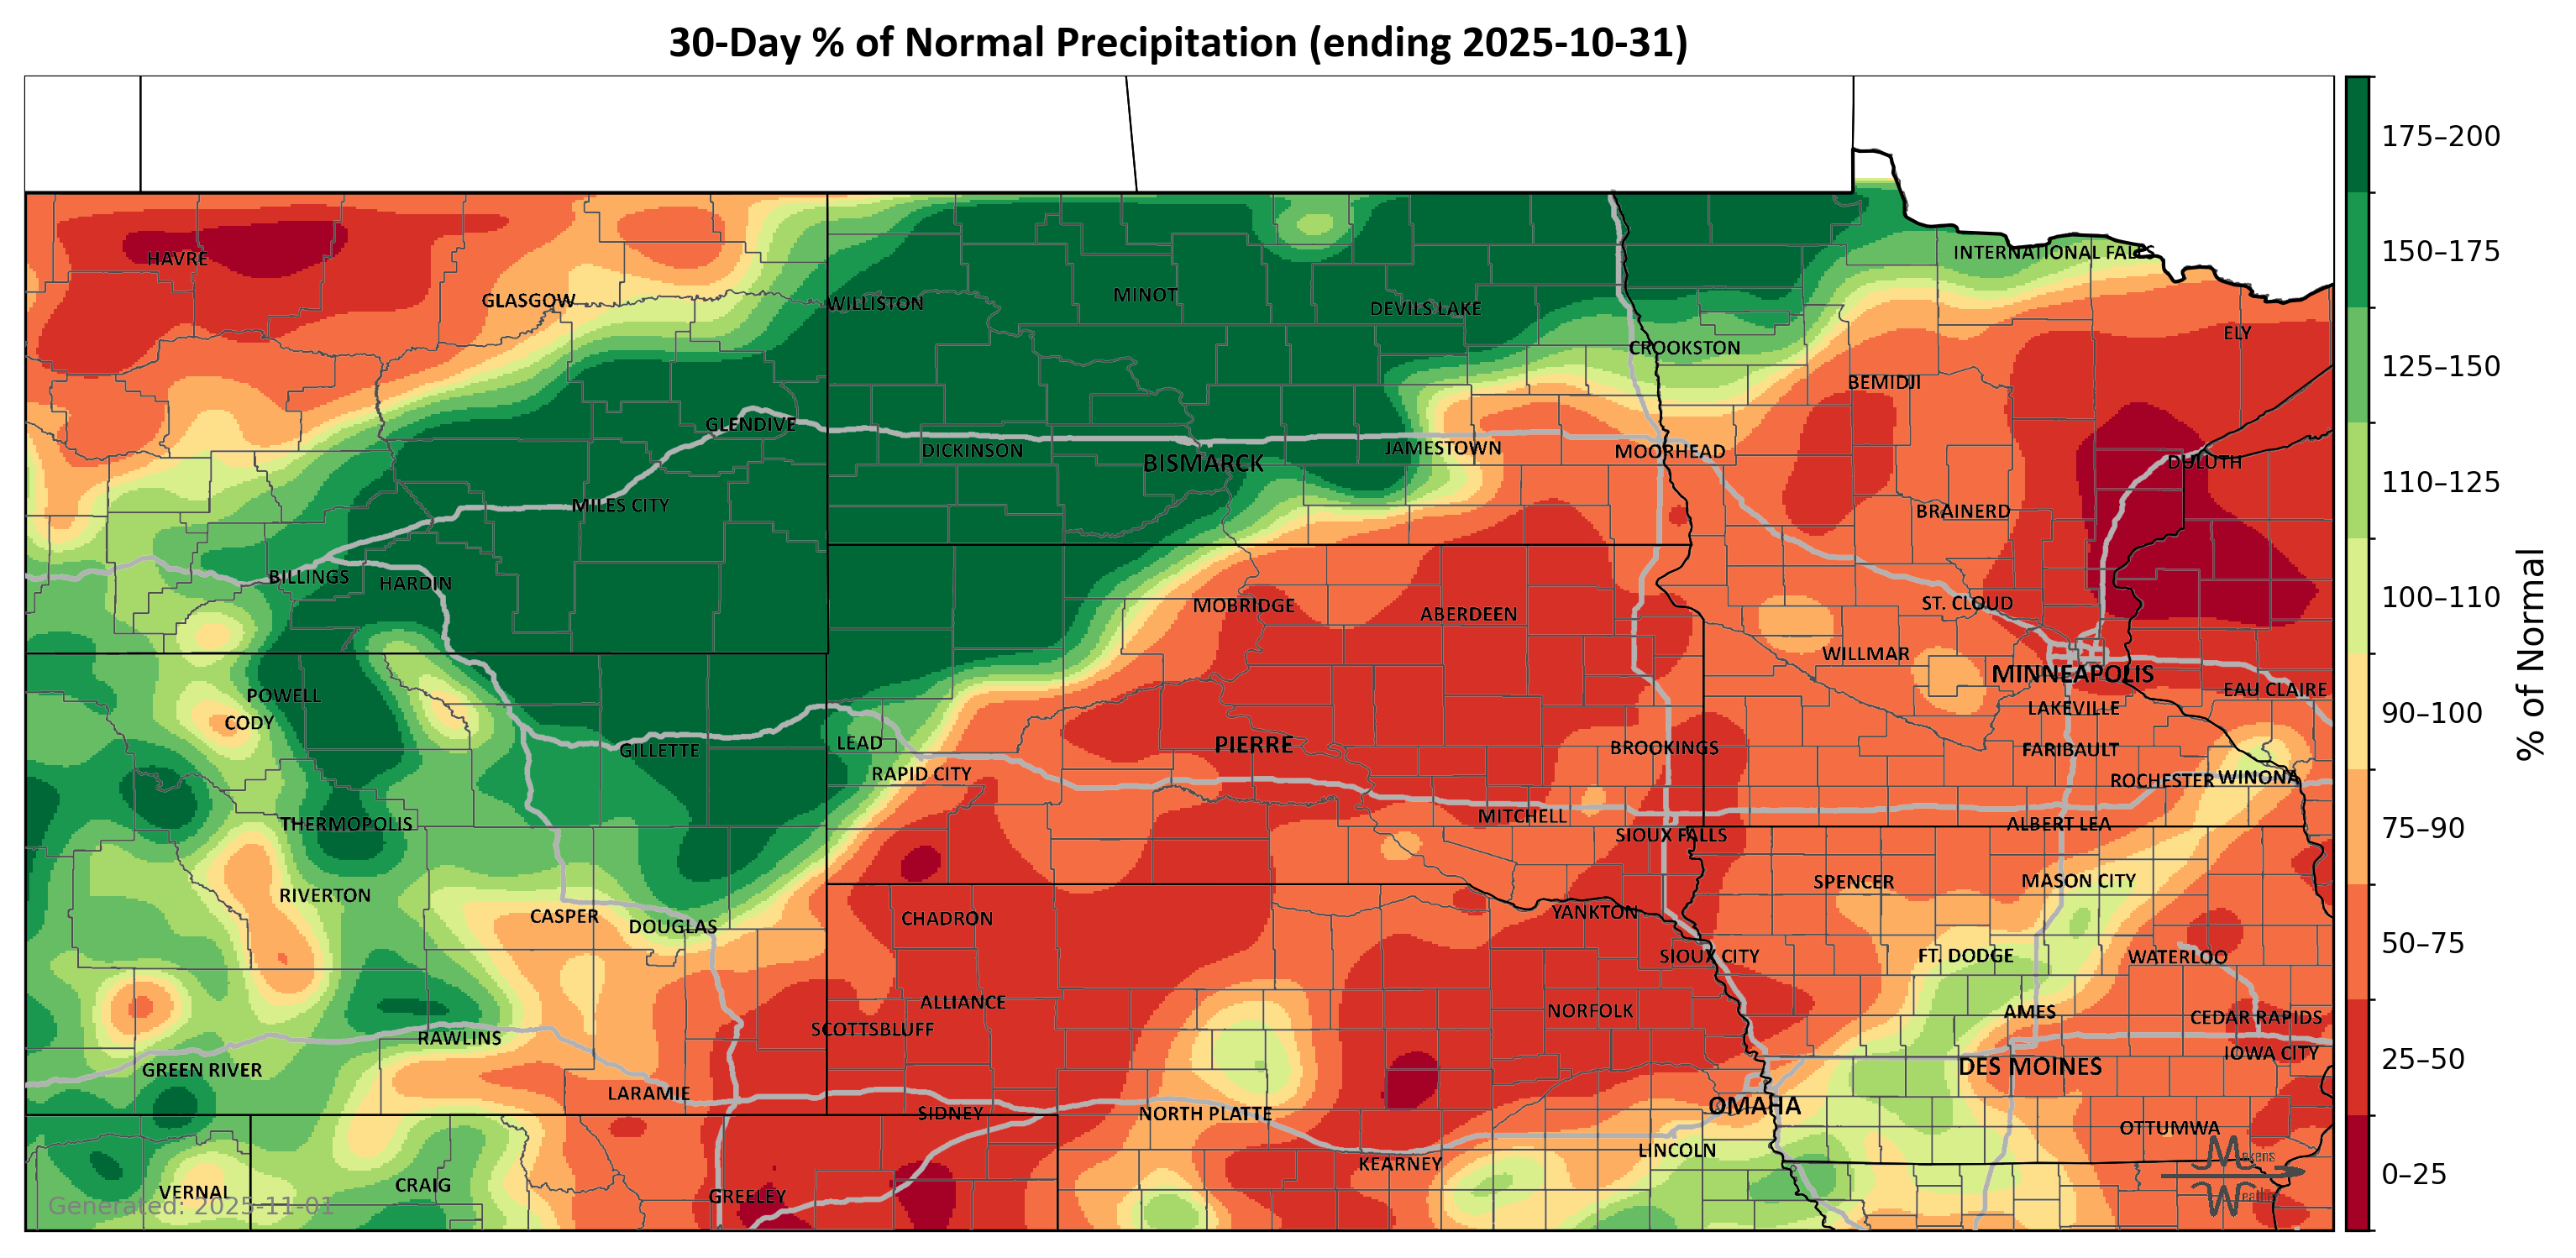 30-Day % of Normal Precipitation (ending 2025-10-31)
175–200
INTERNATIONAL FALLS
150–175
HAVRE
GLASGOW
WILLISTON
MINOT
DEVILS LAKE
ELY
CROOKSTON
125–150
BEMIDJI
GLENDIVE
DICKINSON
BISMARCK
JAMESTOWN
MOORHEAD
DULUTH
110–125
MILES CITY
BRAINERD
BILLINGS
HARDIN
MOBRIDGE
ABERDEEN
ST. CLOUD
100–110
WILLMAR
MINNEAPOLIS
% of Normal
POWELL
EAU CLAIRE
CODY
LAKEVILLE
90–100
GILLETTE
LEAD
PIERRE
BROOKINGS
FARIBAULT
RAPID CITY
ROCHESTER
WINONA
THERMOPOLIS
MITCHELL
ALBERT LEA
75–90
SIOUX FALLS
RIVERTON
SPENCER
MASON CITY
CASPER
DOUGLAS
CHADRON
YANKTON
50–75
SIOUX CITY
FT. DODGE
WATERLOO
ALLIANCE
NORFOLK
AMES
CEDAR RAPIDS
SCOTTSBLUFF
RAWLINS
GREEN RIVER
DES MOINES
IOWA CITY
25–50
LARAMIE
SIDNEY
NORTH PLATTE
OMAHA
OTTUMWA
LINCOLN
KEARNEY
Makens
VERNAL
CRAIG
GREELEY
Weather
0–25
Generated: 2025-11-01